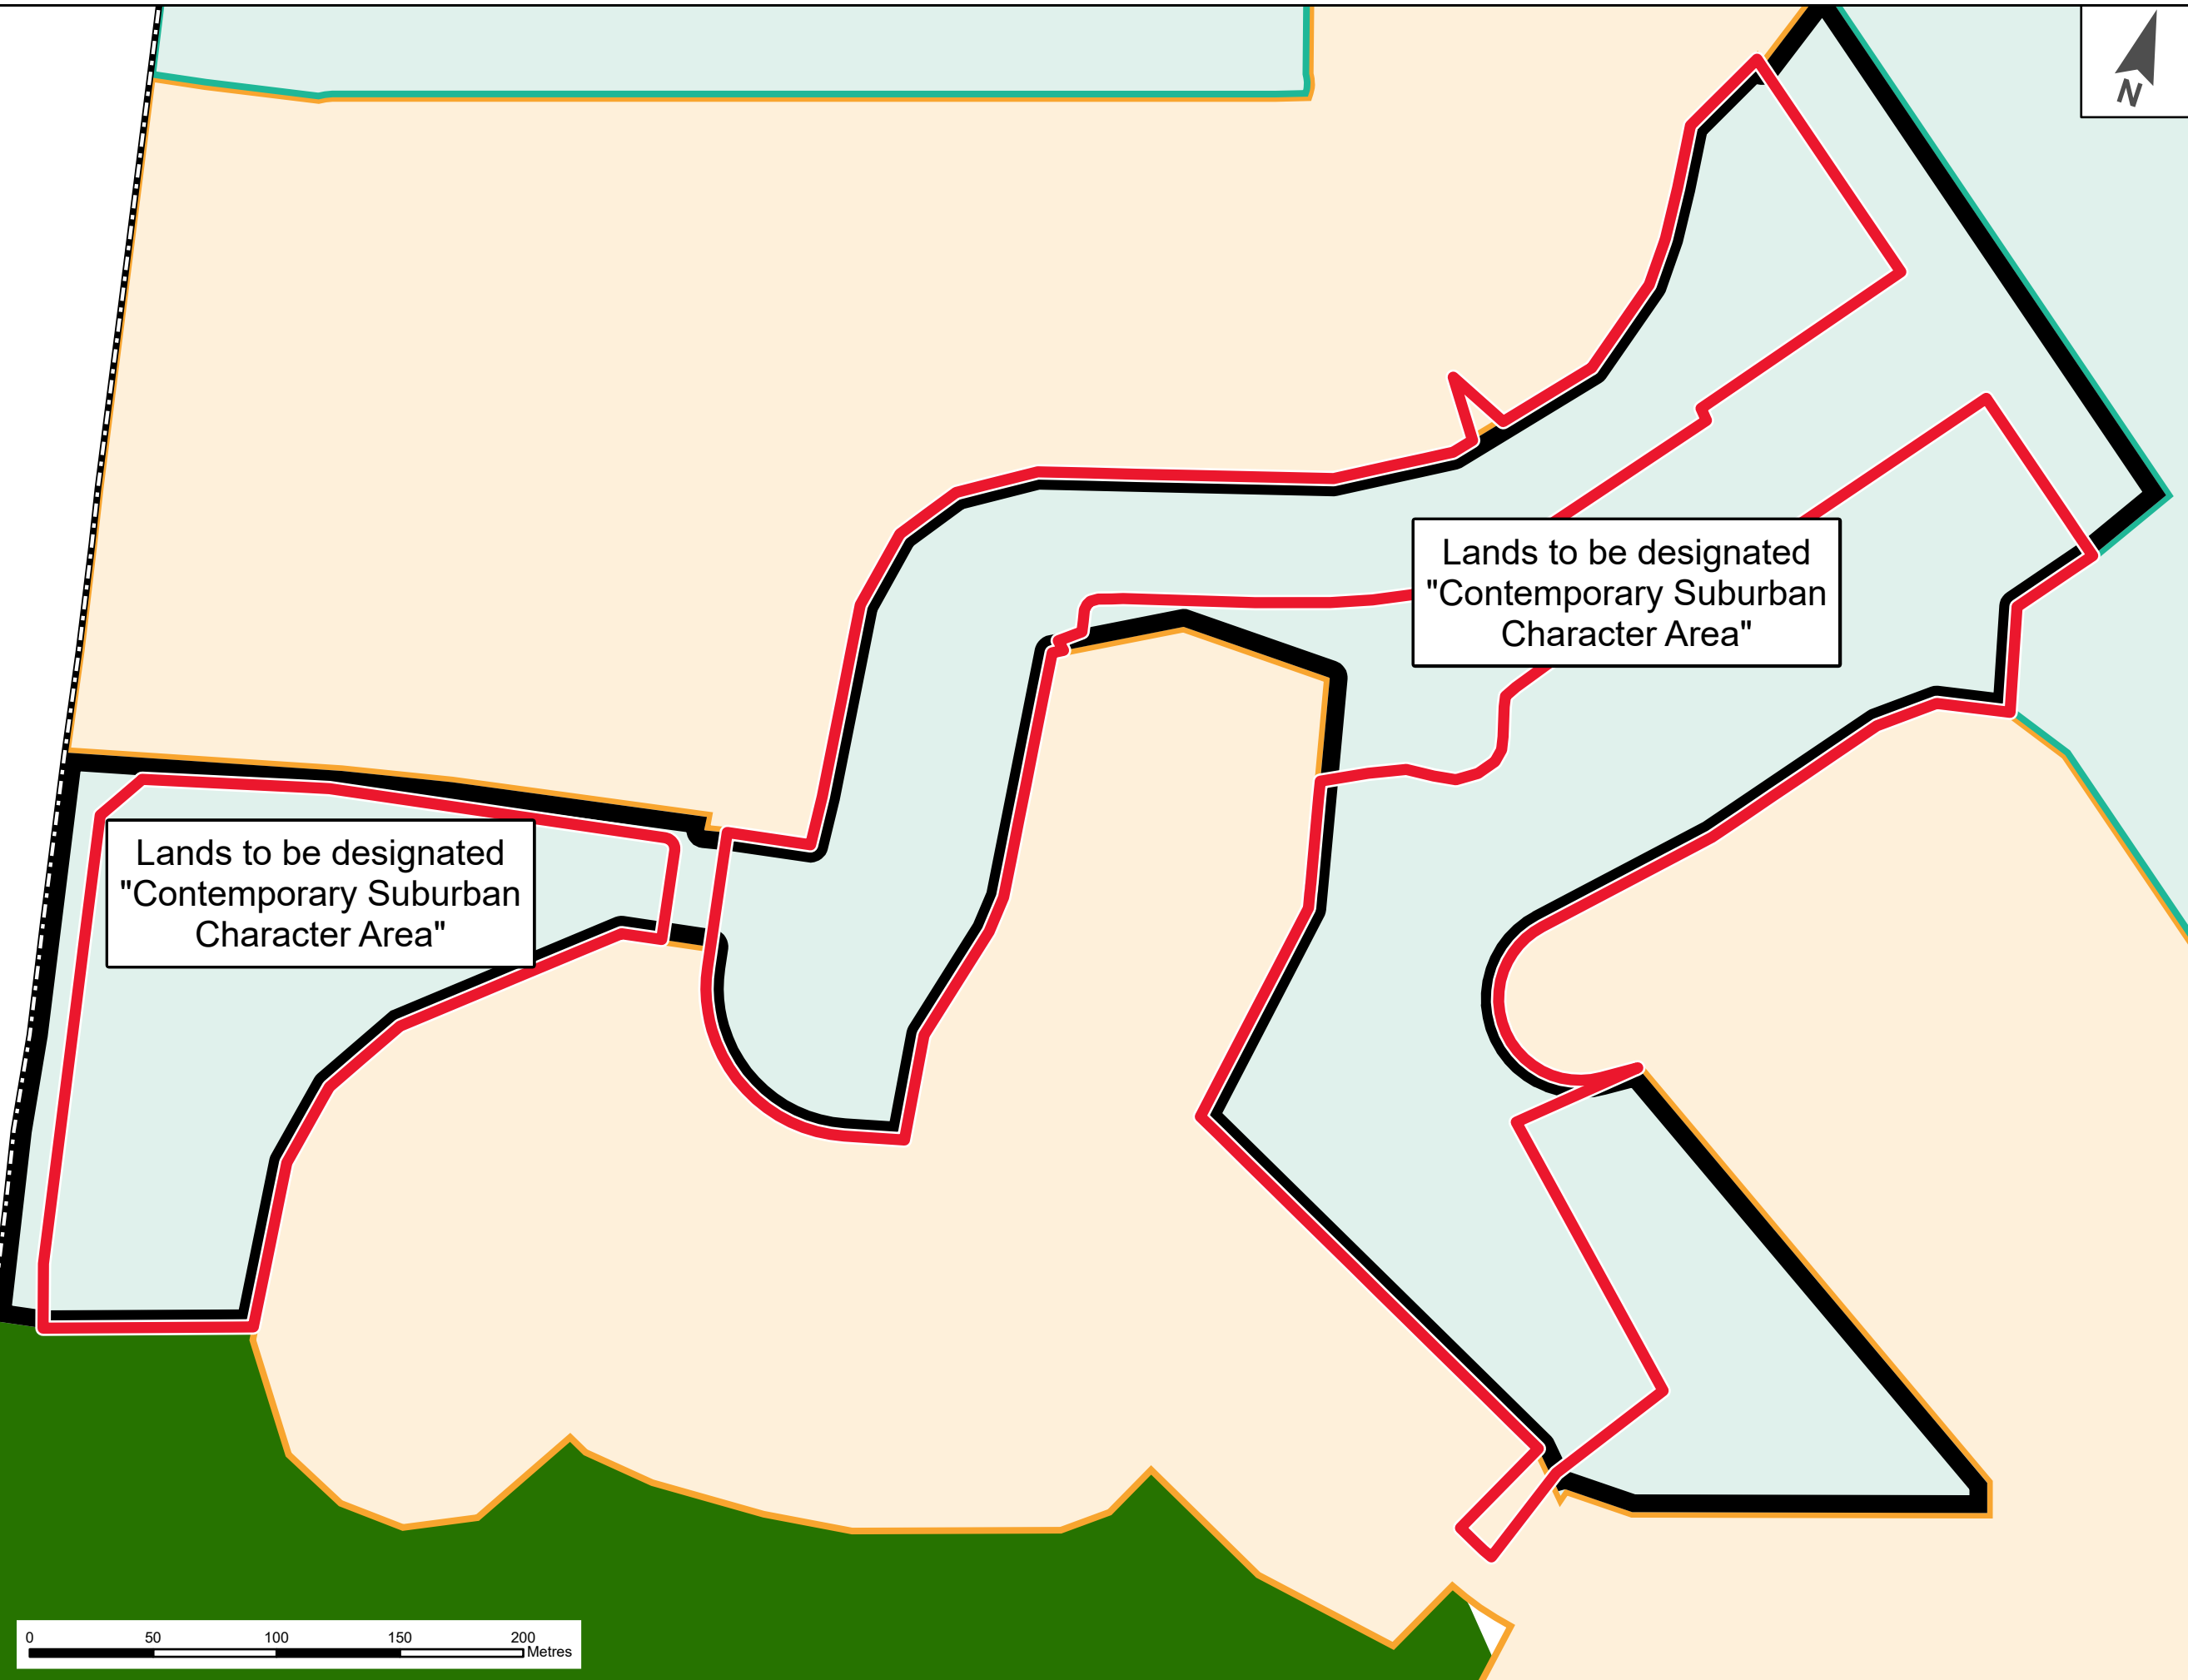 N
Lands to be designated
"Contemporary Suburban
Character Area"
Lands to be designated
"Contemporary Suburban
Character Area"
0 50 100 150 200
Metres